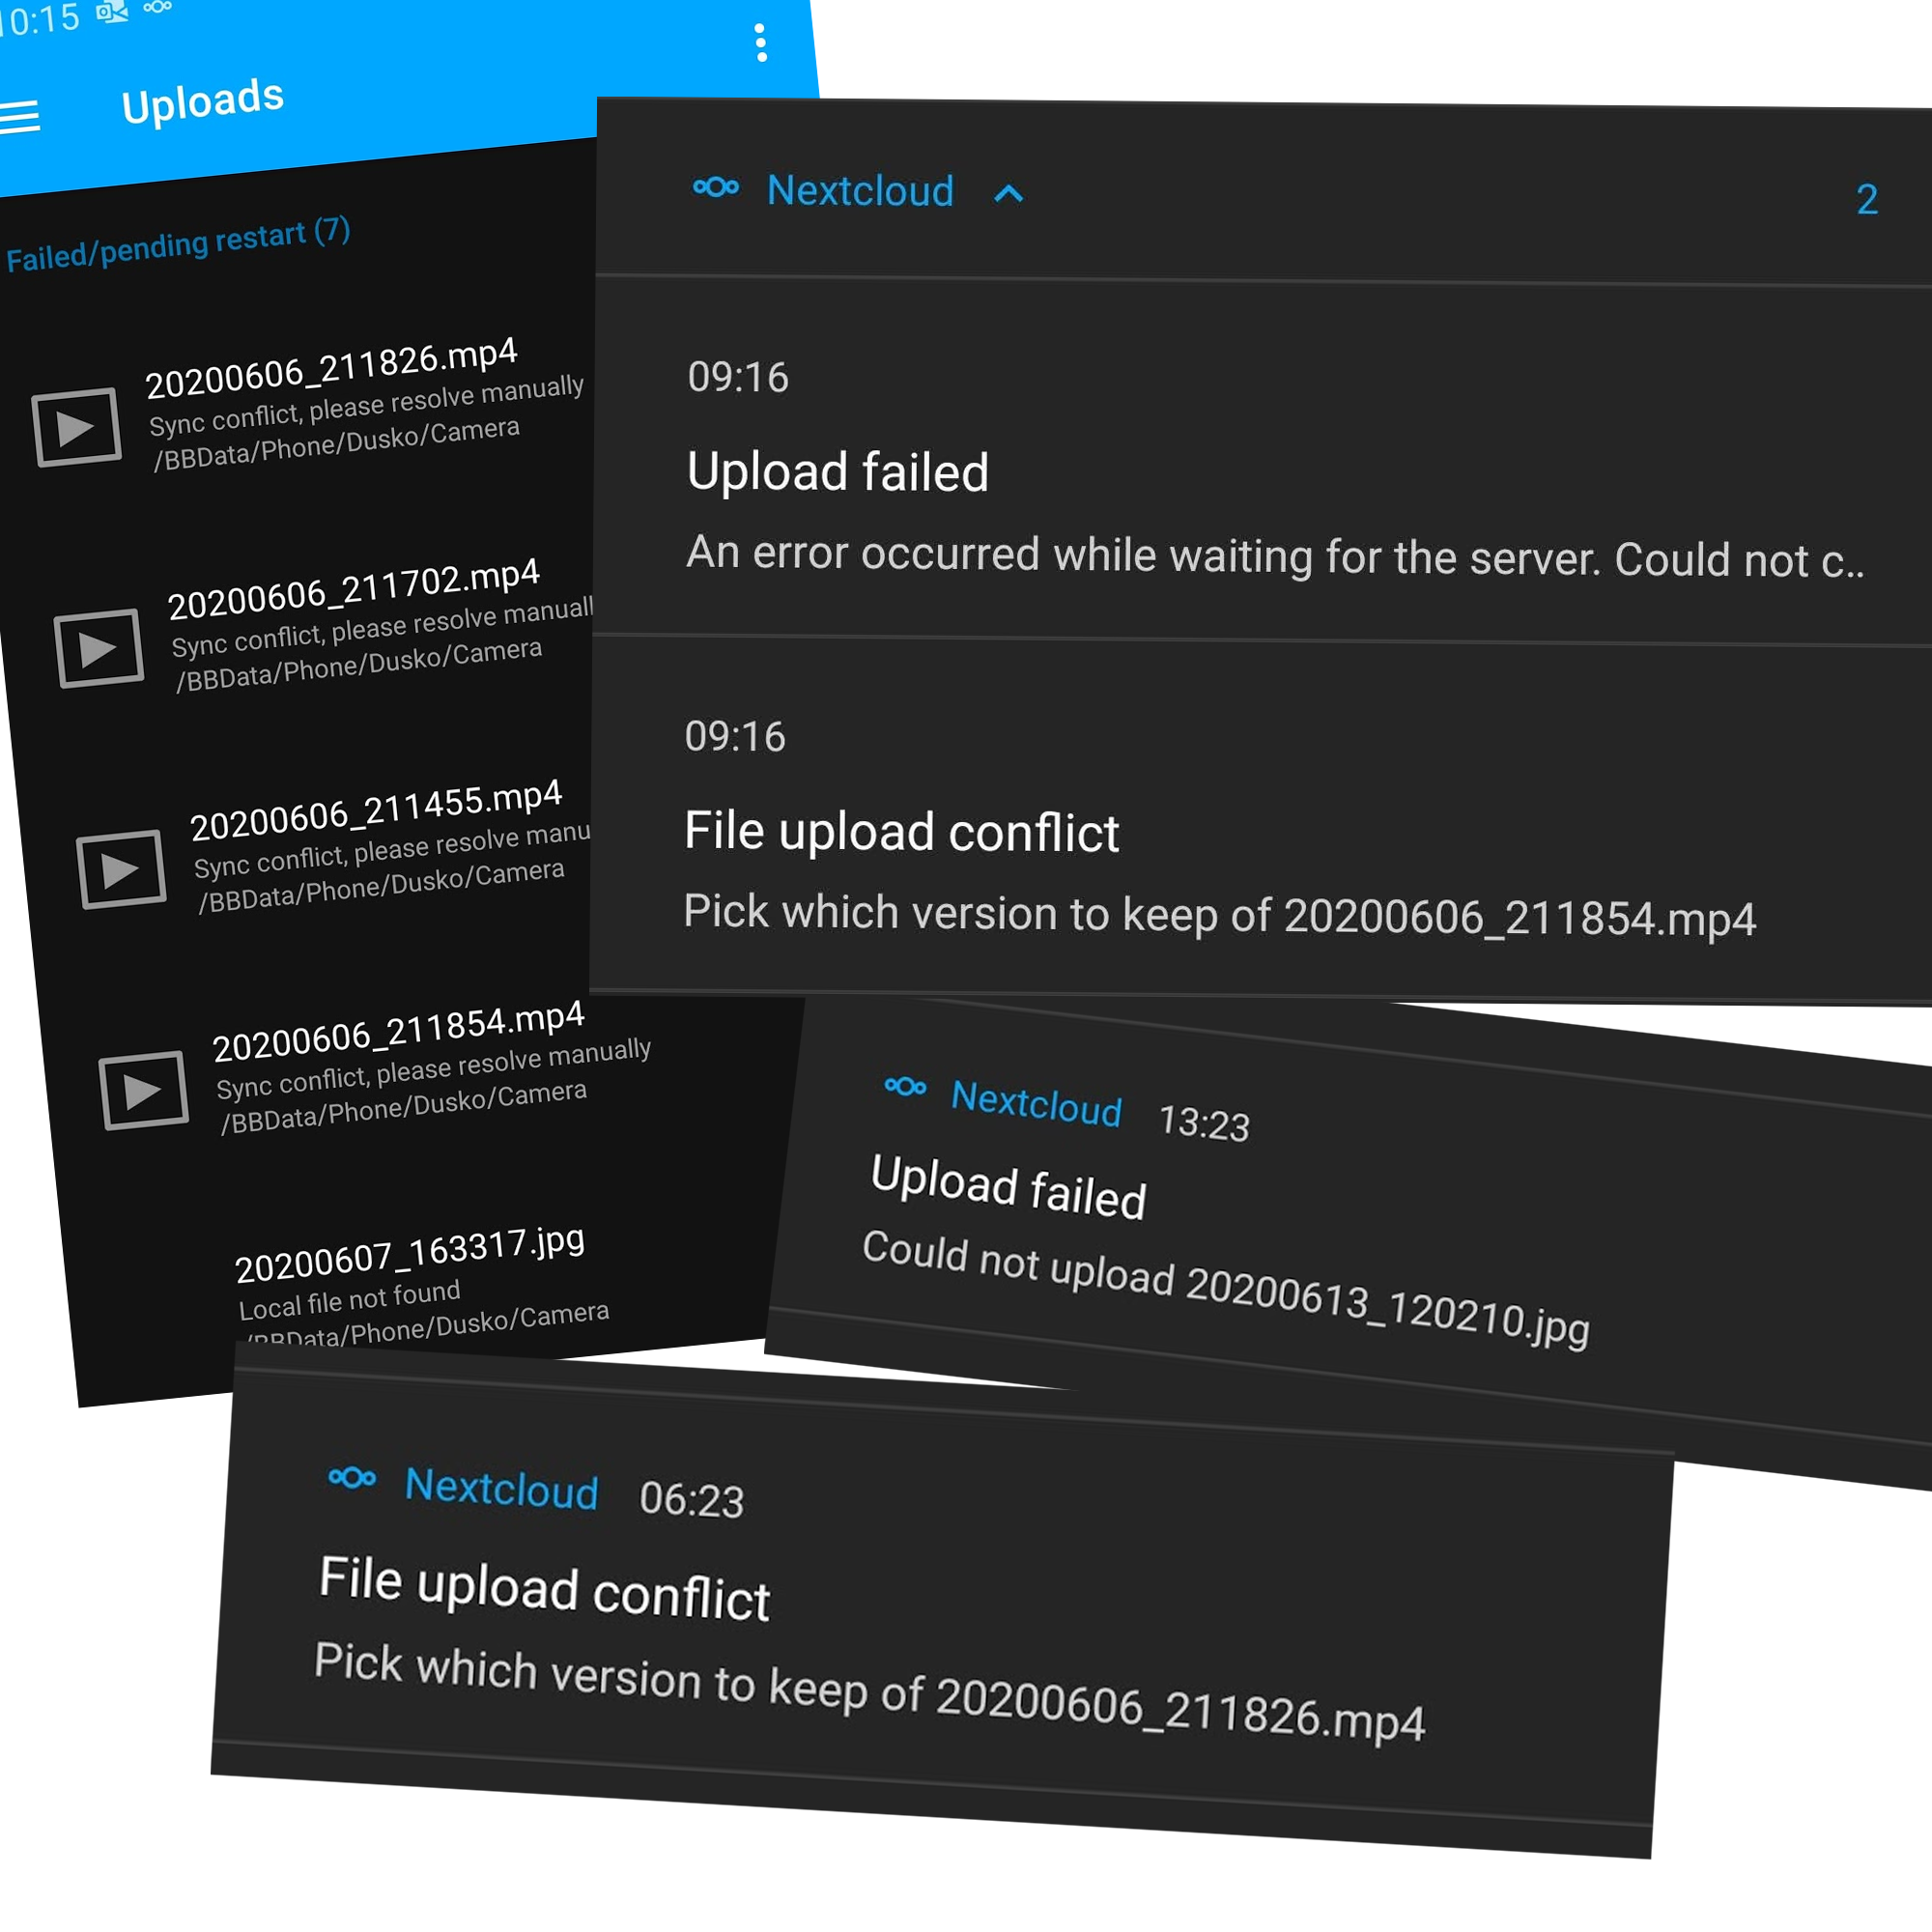 10:15
Uploads
Failed/pending restart (7)
20200606_211826.mp4
Sync conflict, please resolve manually
/BBData/Phone/Dusko/Camera
20200606_211702.mp4
Sync conflict, please resolve manuall
/BBData/Phone/Dusko/Camera
20200606_211455.mp4
Sync conflict, please resolve manu
/BBData/Phone/Dusko/Camera
20200606_211854.mp4
Sync conflict, please resolve manually
/BBData/Phone/Dusko/Camera
20200607_163317.jpg
Local file not found
/BBData/Phone/Dusko/Camera
Nextcloud 2
09:16
Upload failed
An error occurred while waiting for the server. Could not c..
09:16
File upload conflict
Pick which version to keep of 20200606_211854.mp4
Nextcloud 13:23
Upload failed
Could not upload 20200613_120210.jpg
Nextcloud 06:23
File upload conflict
Pick which version to keep of 20200606_211826.mp4